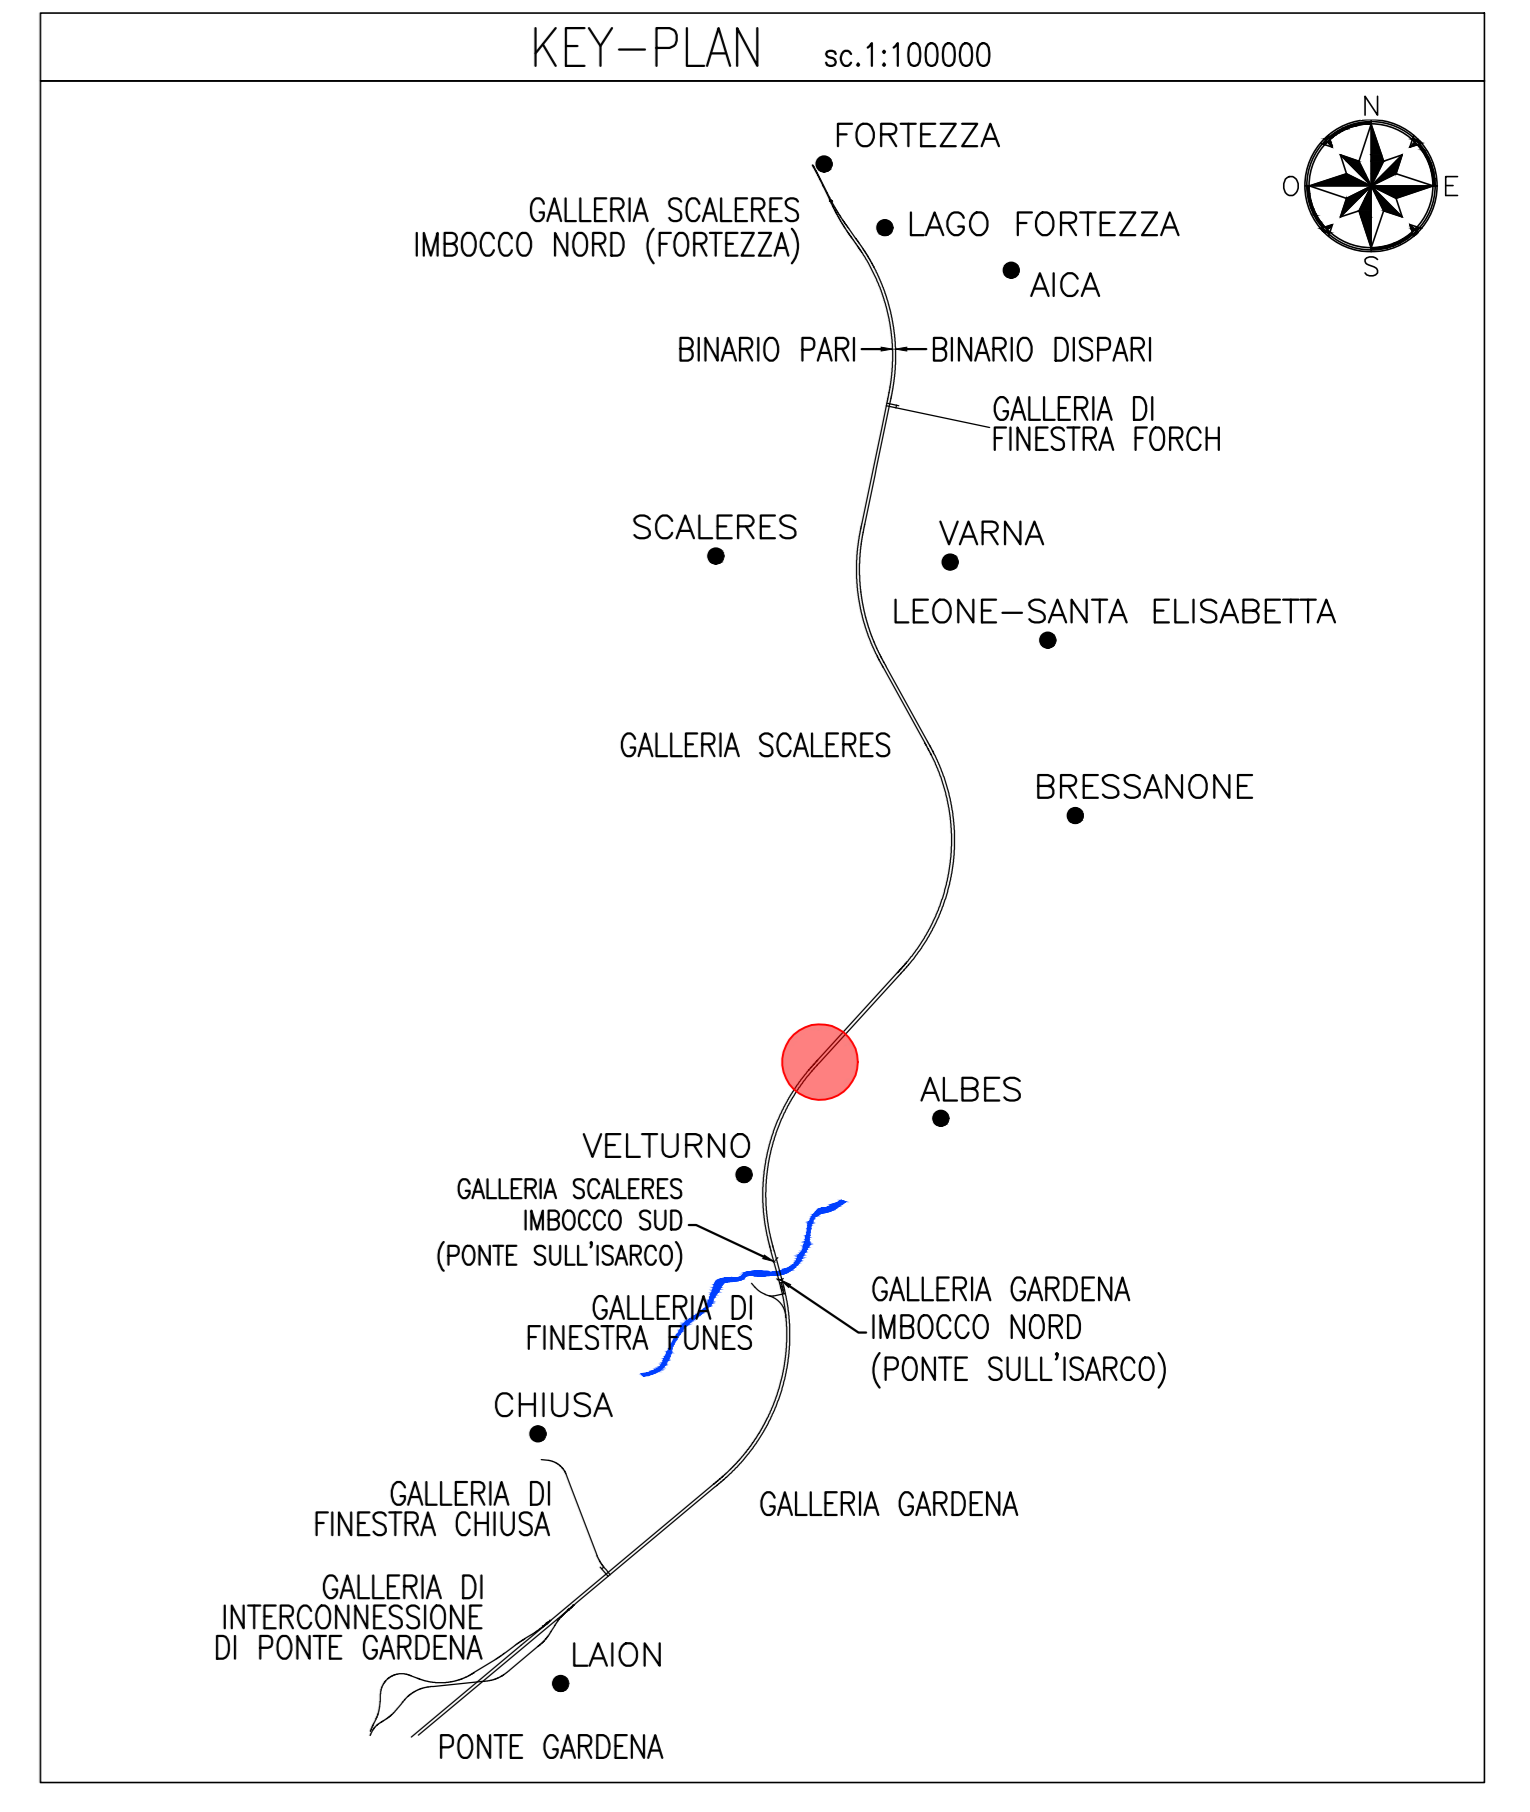 KEY-PLAN sc.1:100000
N
O
E
S
FORTEZZA
GALLERIA SCALERES
IMBOCCO NORD (FORTEZZA)
LAGO FORTEZZA
AICA
BINARIO PARI
BINARIO DISPARI
GALLERIA DI
FINESTRA FORCH
SCALERES
VARNA
LEONE-SANTA ELISABETTA
GALLERIA SCALERES
BRESSANONE
ALBES
VELTURNO
GALLERIA SCALERES
IMBOCCO SUD
(PONTE SULL'ISARCO)
GALLERIA DI
FINESTRA FUNES
GALLERIA GARDENA
IMBOCCO NORD
(PONTE SULL'ISARCO)
CHIUSA
GALLERIA DI
FINESTRA CHIUSA
GALLERIA GARDENA
GALLERIA DI
INTERCONNESSIONE
DI PONTE GARDENA
LAION
PONTE GARDENA